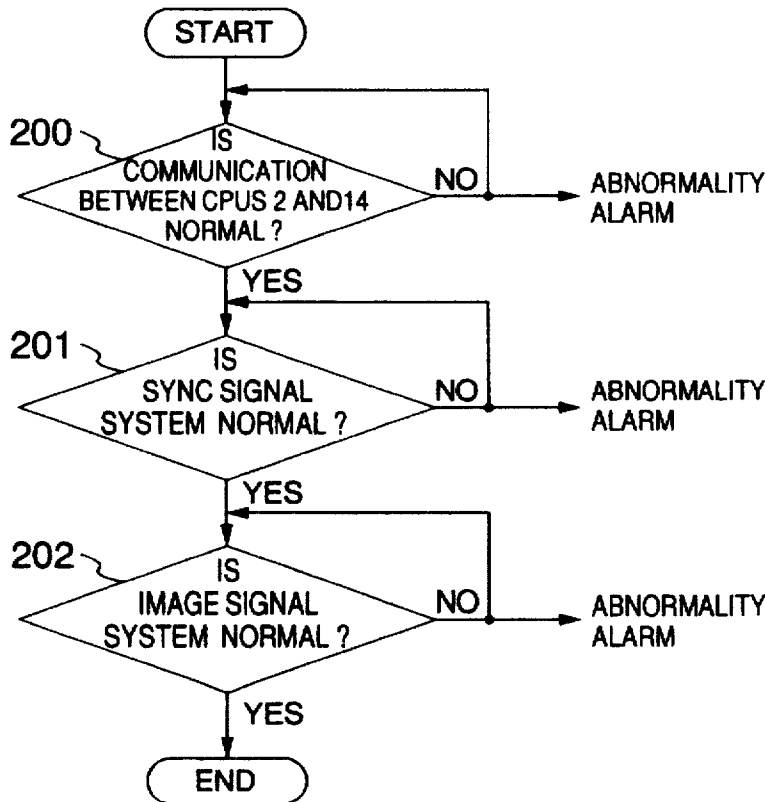 START
200
IS
COMMUNICATION
BETWEEN CPUS 2 AND14
NORMAL ?
NO
ABNORMALITY
ALARM
YES
201
IS
SYNC SIGNAL
SYSTEM NORMAL ?
NO
ABNORMALITY
ALARM
YES
202
IS
IMAGE SIGNAL
SYSTEM NORMAL ?
NO
ABNORMALITY
ALARM
YES
END